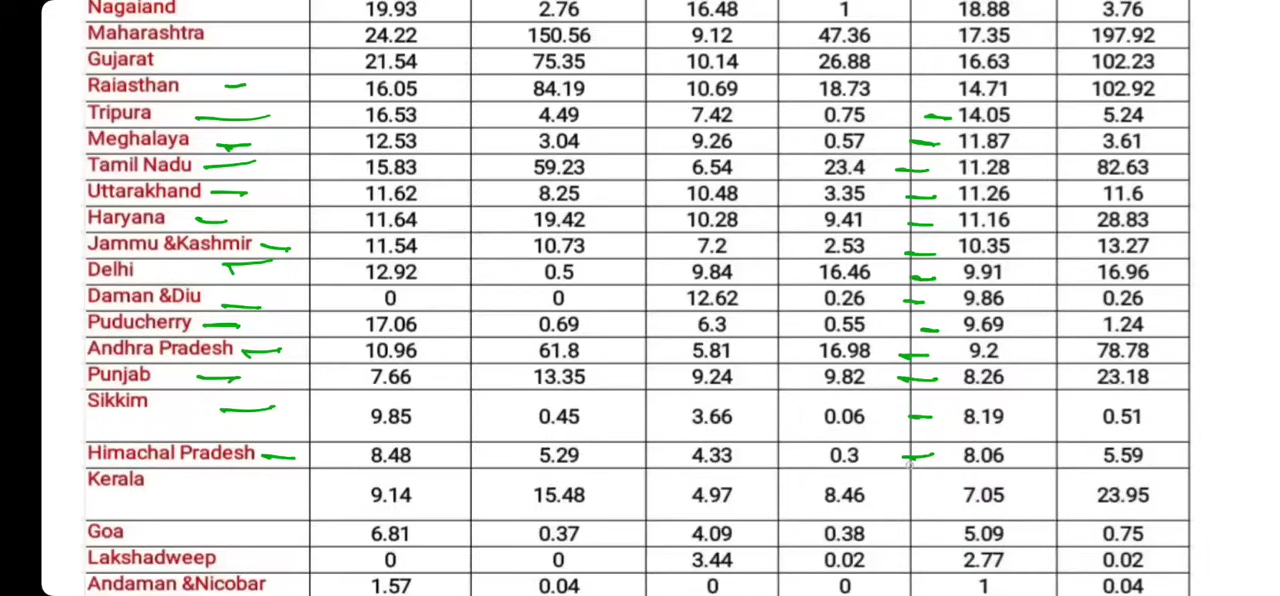 Nagaland 19.93 2.76 16.48 1 18.88 3.76
Maharashtra 24.22 150.56 9.12 47.36 17.35 197.92
Gujarat 21.54 75.35 10.14 26.88 16.63 102.23
Rajasthan 16.05 84.19 10.69 18.73 14.71 102.92
Tripura 16.53 4.49 7.42 0.75 14.05 5.24
Meghalaya 12.53 3.04 9.26 0.57 11.87 3.61
Tamil Nadu 15.83 59.23 6.54 23.4 11.28 82.63
Uttarakhand 11.62 8.25 10.48 3.35 11.26 11.6
Haryana 11.64 19.42 10.28 9.41 11.16 28.83
Jammu &Kashmir 11.54 10.73 7.2 2.53 10.35 13.27
Delhi 12.92 0.5 9.84 16.46 9.91 16.96
Daman &Diu 0 0 12.62 0.26 9.86 0.26
Puducherry 17.06 0.69 6.3 0.55 9.69 1.24
Andhra Pradesh 10.96 61.8 5.81 16.98 9.2 78.78
Punjab 7.66 13.35 9.24 9.82 8.26 23.18
Sikkim 9.85 0.45 3.66 0.06 8.19 0.51
Himachal Pradesh 8.48 5.29 4.33 0.3 8.06 5.59
Kerala 9.14 15.48 4.97 8.46 7.05 23.95
Goa 6.81 0.37 4.09 0.38 5.09 0.75
Lakshadweep 0 0 3.44 0.02 2.77 0.02
Andaman &Nicobar 1.57 0.04 0 0 1 0.04